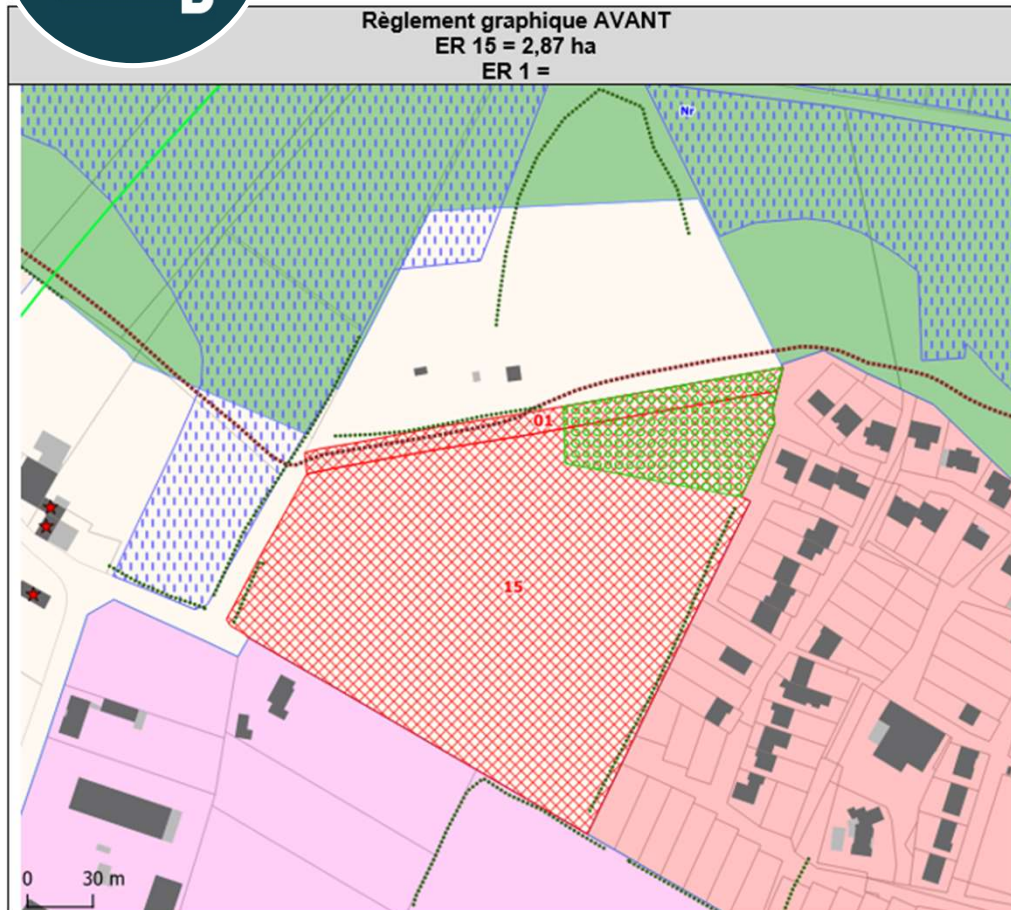 Règlement graphique AVANT
ER 15 = 2,87 ha
ER 1 =
Nr
01
15
0 30 m